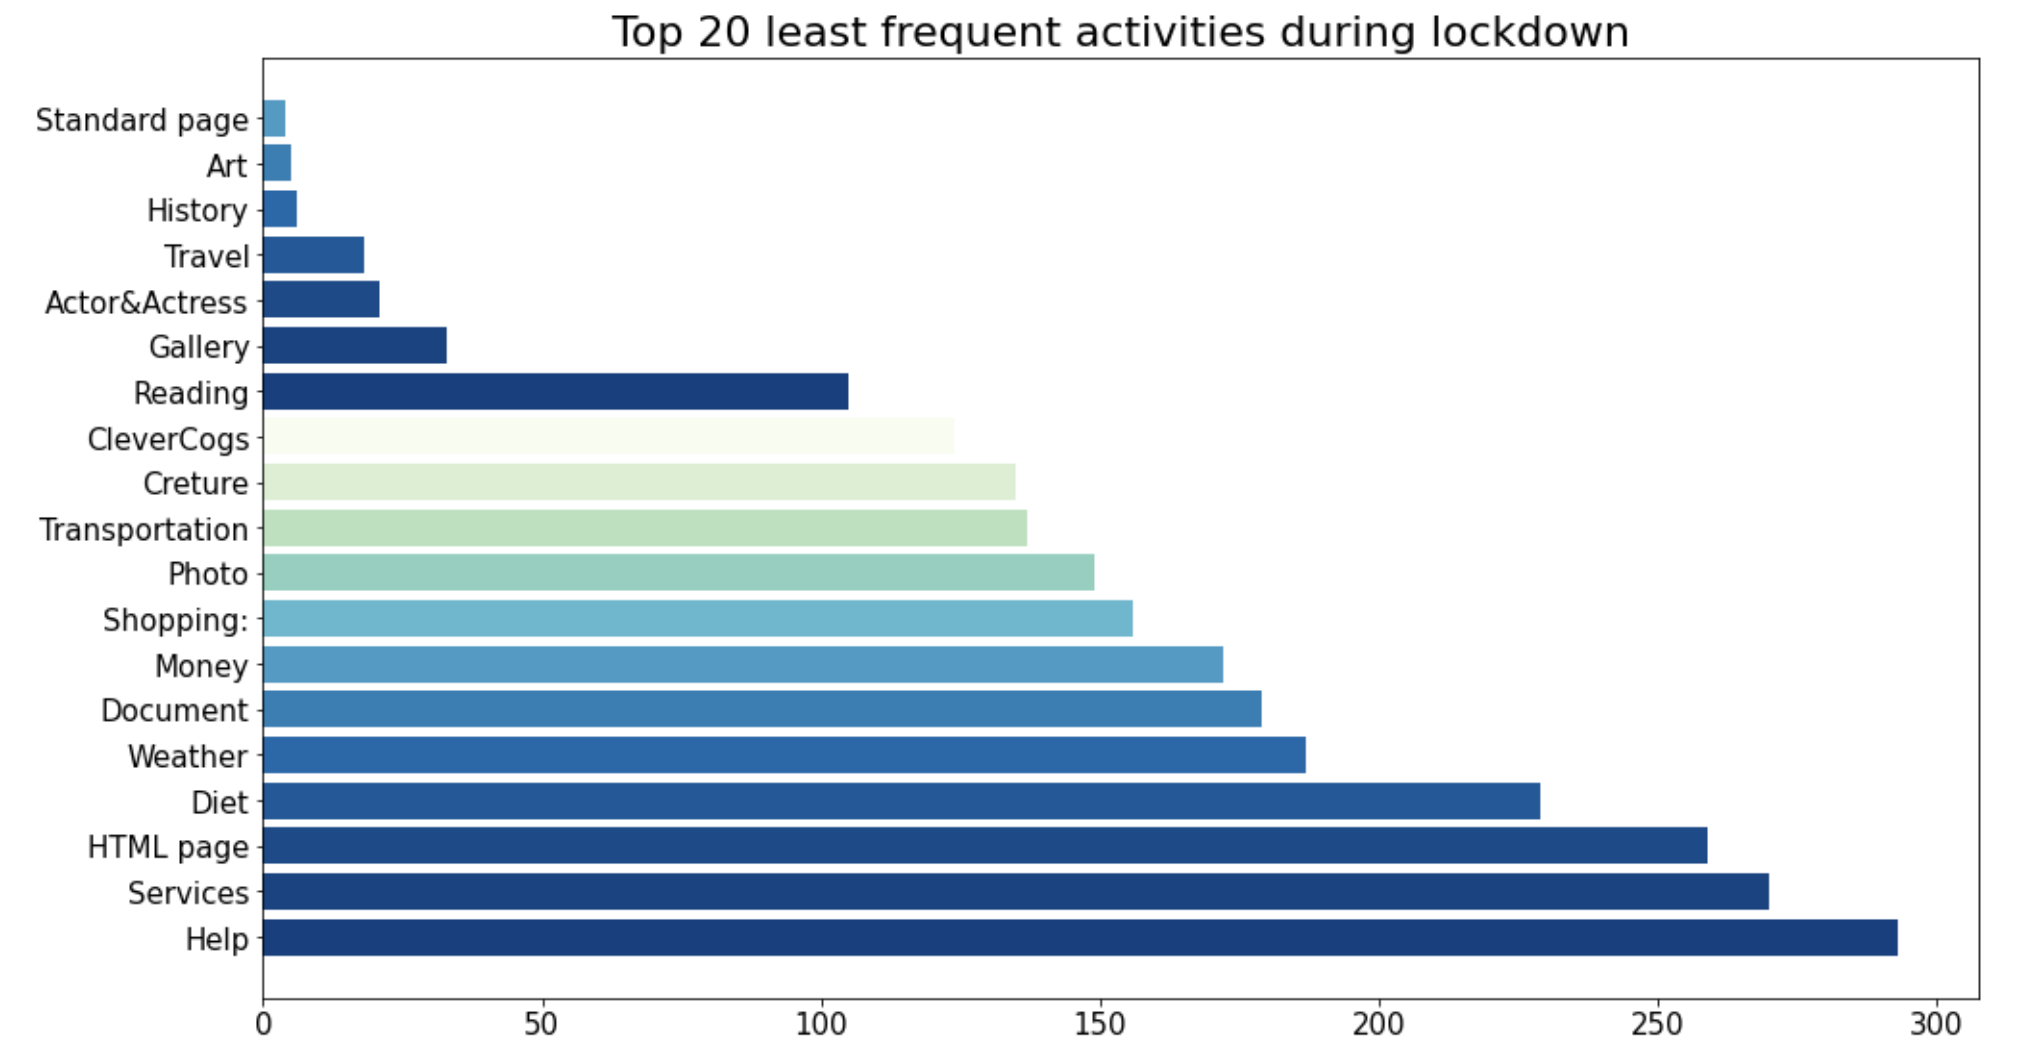 Top 20 least frequent activities during lockdown
Standard page
Art
History
Travel
Actor&Actress
Gallery
Reading
CleverCogs
Creture
Transportation
Photo
Shopping:
Money
Document
Weather
Diet
HTML page
Services
Help
0 50 100 150 200 250 300